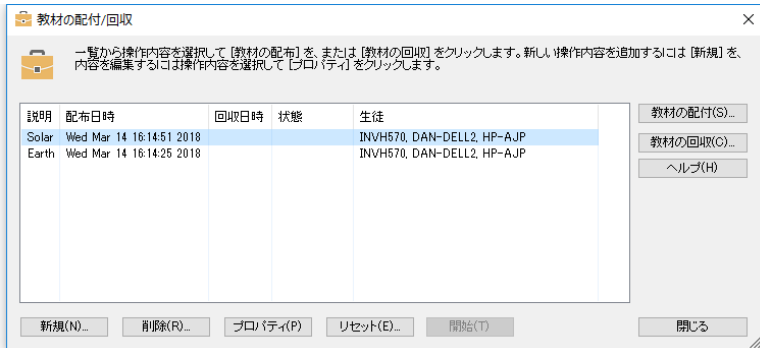 教材の配付/回収
一覧から操作内容を選択して [教材の配布] を、または [教材の回収] をクリックします。新しい操作内容を追加するには [新規] を、
内容を編集するには操作内容を選択して [プロパティ] をクリックします。
説明 配布日時 回収日時 状態 生徒
Solar Wed Mar 14 16:14:51 2018 INVH570, DAN-DELL2, HP-AJP
Earth Wed Mar 14 16:14:25 2018 INVH570, DAN-DELL2, HP-AJP
教材の配付(S)...
教材の回収(C)...
ヘルプ(H)
新規(N)... 削除(R)... プロパティ(P) リセット(E)... 開始(T) 閉じる